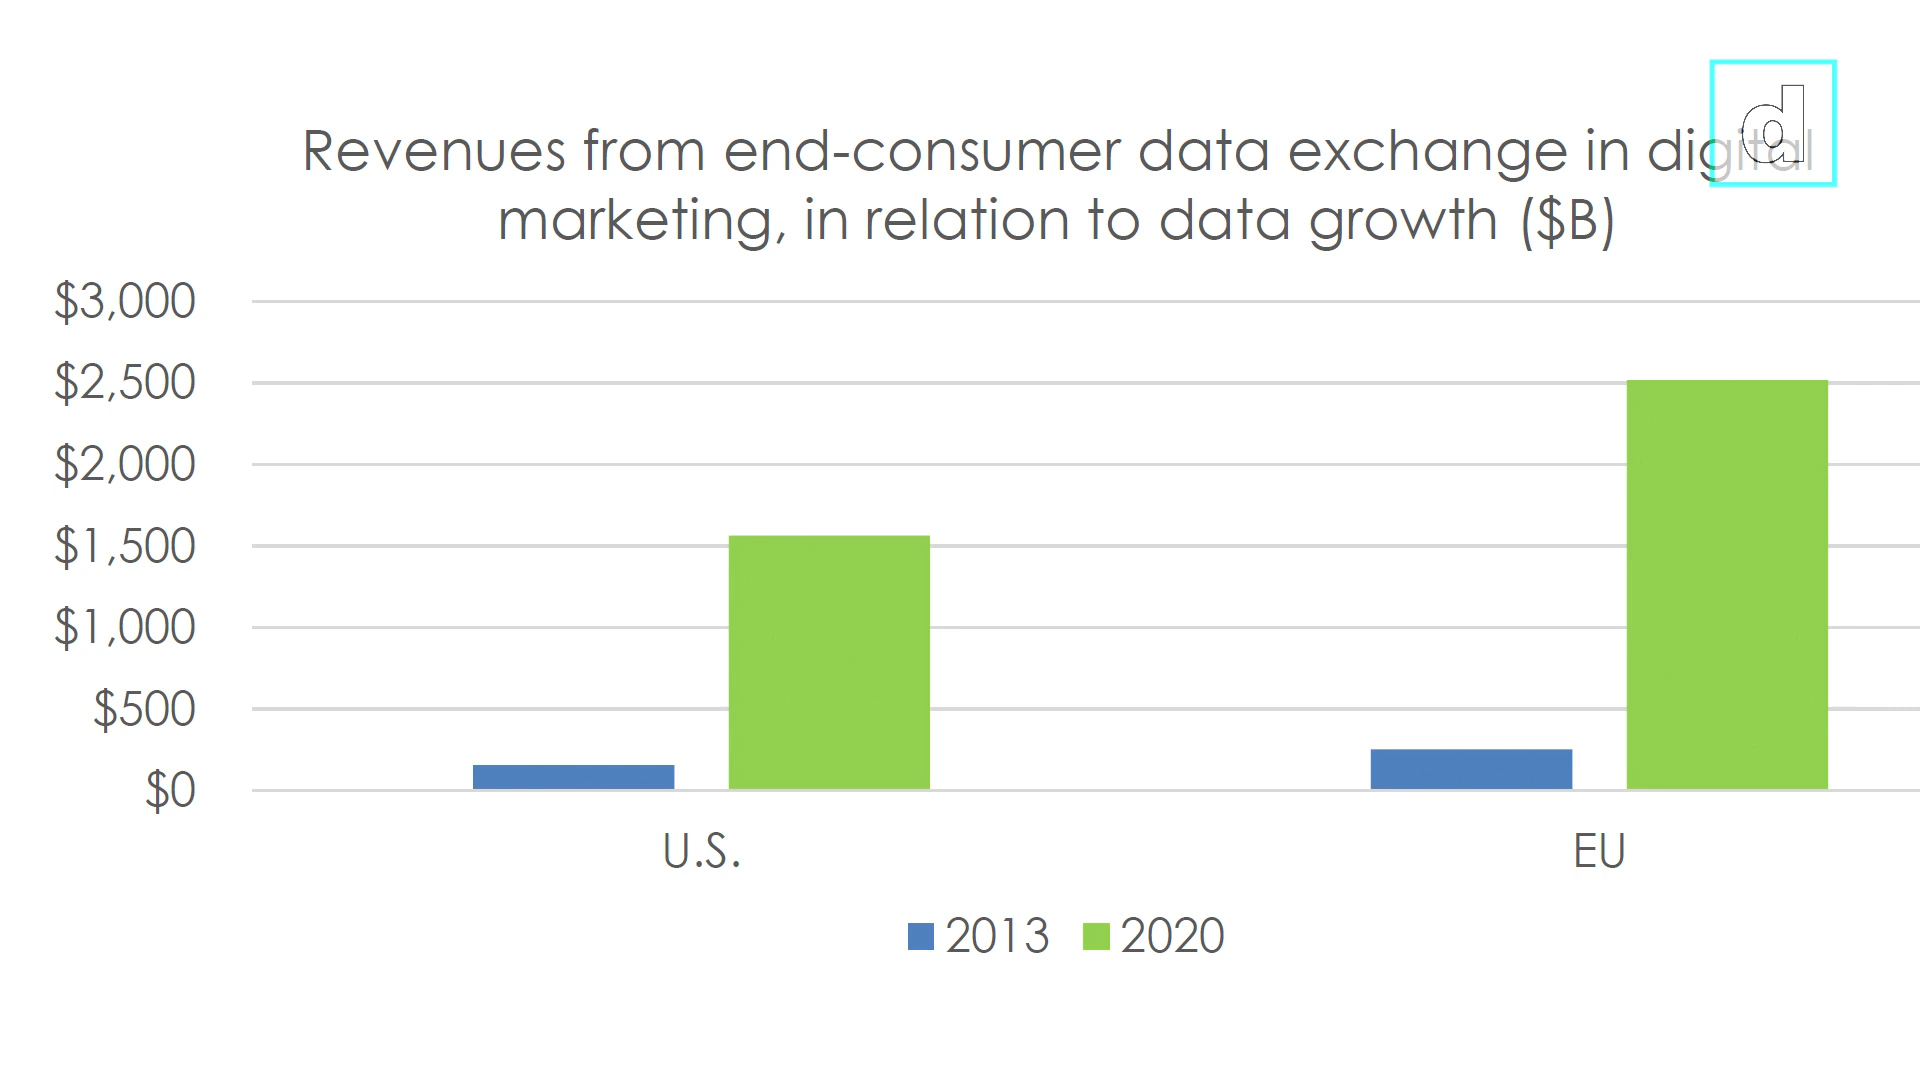 d
Revenues from end-consumer data exchange in digital
marketing, in relation to data growth ($B)
$3,000
$2,500
$2,000
$1,500
$1,000
$500
$0
U.S.
EU
2013
2020